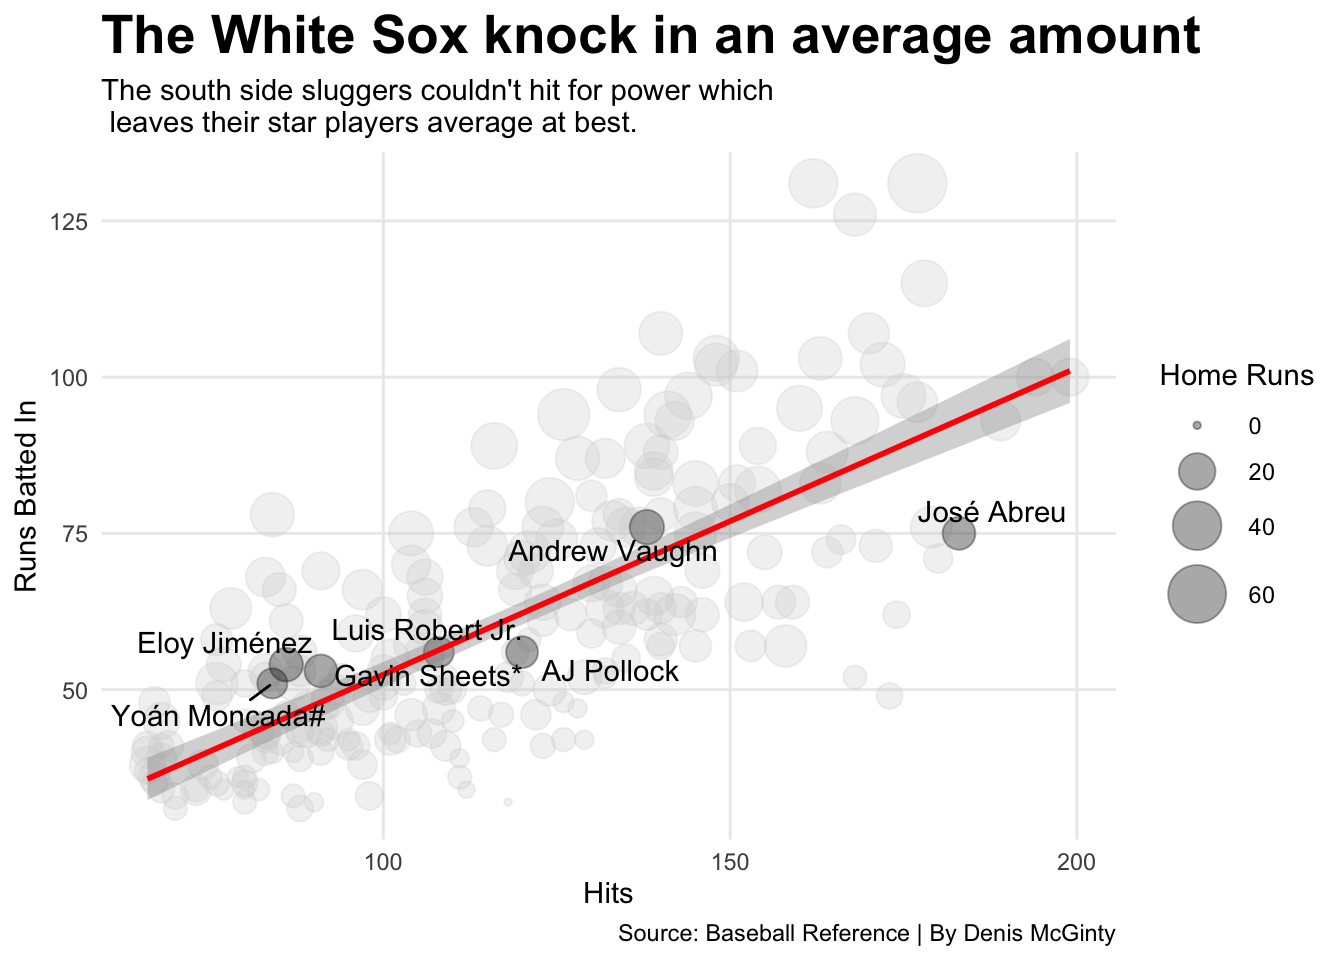 The White Sox knock in an average amount
The south side sluggers couldn't hit for power which
leaves their star players average at best.
Runs Batted In
125
100
75
50
José Abreu
Andrew Vaughn
Luis Robert Jr.
Eloy Jiménez
Gavin Sheets*
AJ Pollock
Yoán Moncada#
100
150
200
Hits
Home Runs
0
20
40
60
Source: Baseball Reference | By Denis McGinty